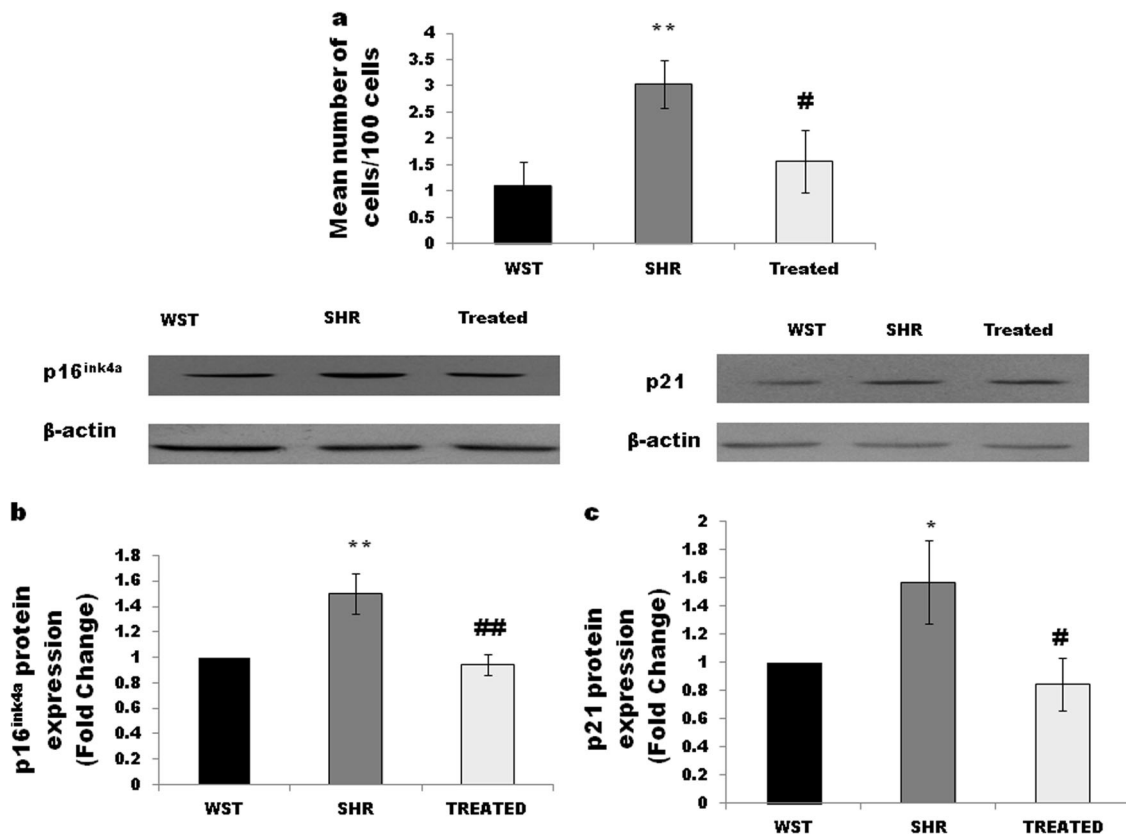 a
Mean number of
cells/100 cells
4
3.5
3
2.5
2
1.5
1
0.5
0
**
#
WST SHR Treated
WST SHR Treated
p16ink4a
β-actin
WST SHR Treated
p21
β-actin
b
p16ink4a protein
expression
(Fold Change)
1.8
1.6
1.4
1.2
1
0.8
0.6
0.4
0.2
0
**
##
WST SHR TREATED
c
p21 protein
expression
(Fold Change)
2
1.8
1.6
1.4
1.2
1
0.8
0.6
0.4
0.2
0
*
#
WST SHR TREATED